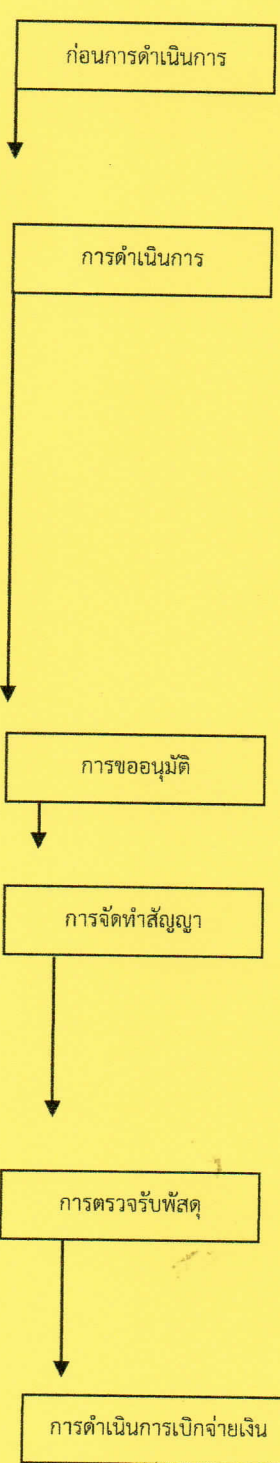 ก่อนการดำเนินการ
การดำเนินการ
การขออนุมัติ
การจัดทำสัญญา
การตรวจรับพัสดุ
การดำเนินการเบิกจ่ายเงิน